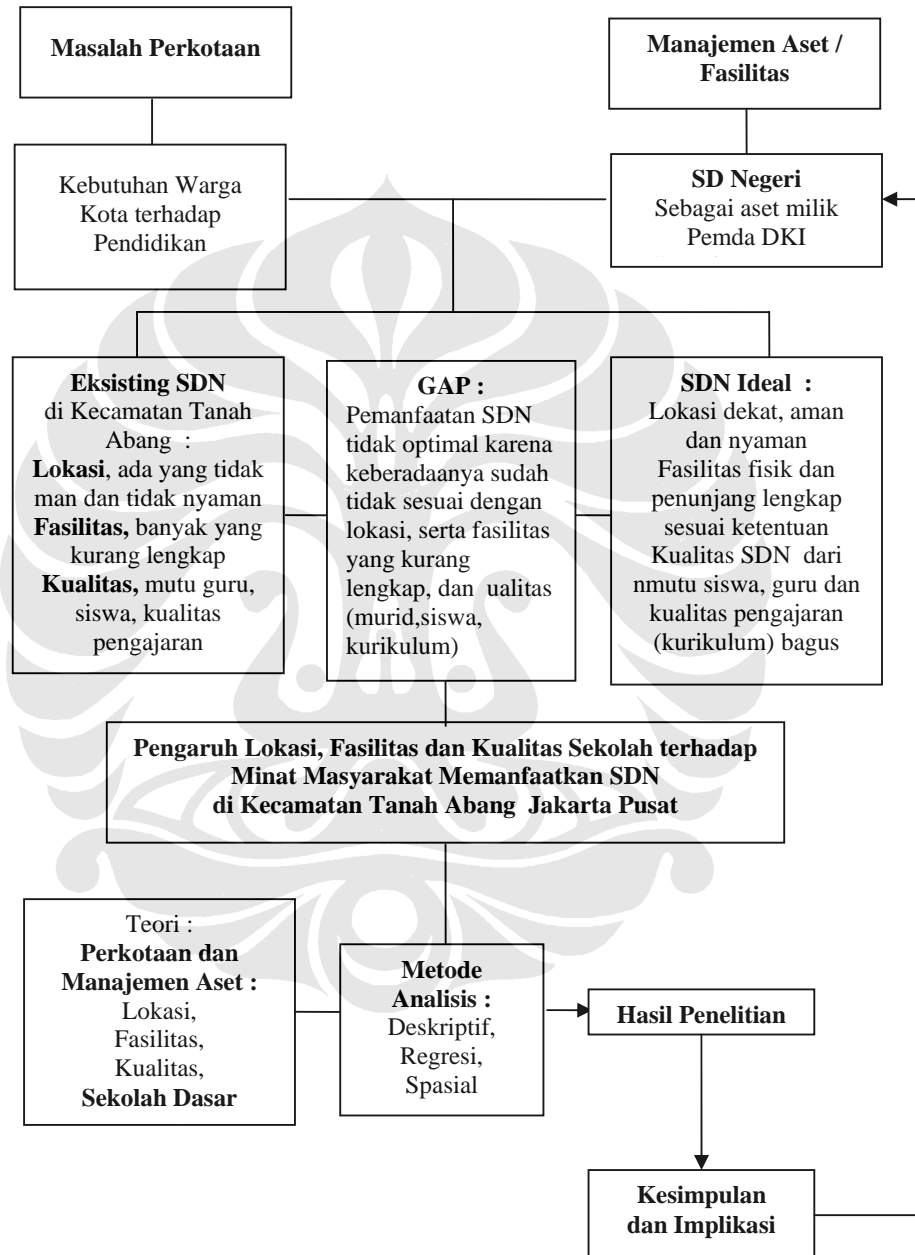 Masalah Perkotaan
Manajemen Aset /
Fasilitas
Kebutuhan Warga
Kota terhadap
Pendidikan
SD Negeri
Sebagai aset milik
Pemda DKI
Eksisting SDN
di Kecamatan Tanah
Abang :
Lokasi, ada yang tidak
man dan tidak nyaman
Fasilitas, banyak yang
kurang lengkap
Kualitas, mutu guru,
siswa, kualitas
pengajaran
GAP :
Pemanfaatan SDN
tidak optimal karena
keberadaanya sudah
tidak sesuai dengan
lokasi, serta fasilitas
yang kurang
lengkap, dan ualitas
(murid,siswa,
kurikulum)
SDN Ideal :
Lokasi dekat, aman
dan nyaman
Fasilitas fisik dan
penunjang lengkap
sesuai ketentuan
Kualitas SDN dari
nmutu siswa, guru dan
kualitas pengajaran
(kurikulum) bagus
Pengaruh Lokasi, Fasilitas dan Kualitas Sekolah terhadap
Minat Masyarakat Memanfaatkan SDN
di Kecamatan Tanah Abang Jakarta Pusat
Teori :
Perkotaan dan
Manajemen Aset :
Lokasi,
Fasilitas,
Kualitas,
Sekolah Dasar
Metode
Analisis :
Deskriptif,
Regresi,
Spasial
Hasil Penelitian
Kesimpulan
dan Implikasi